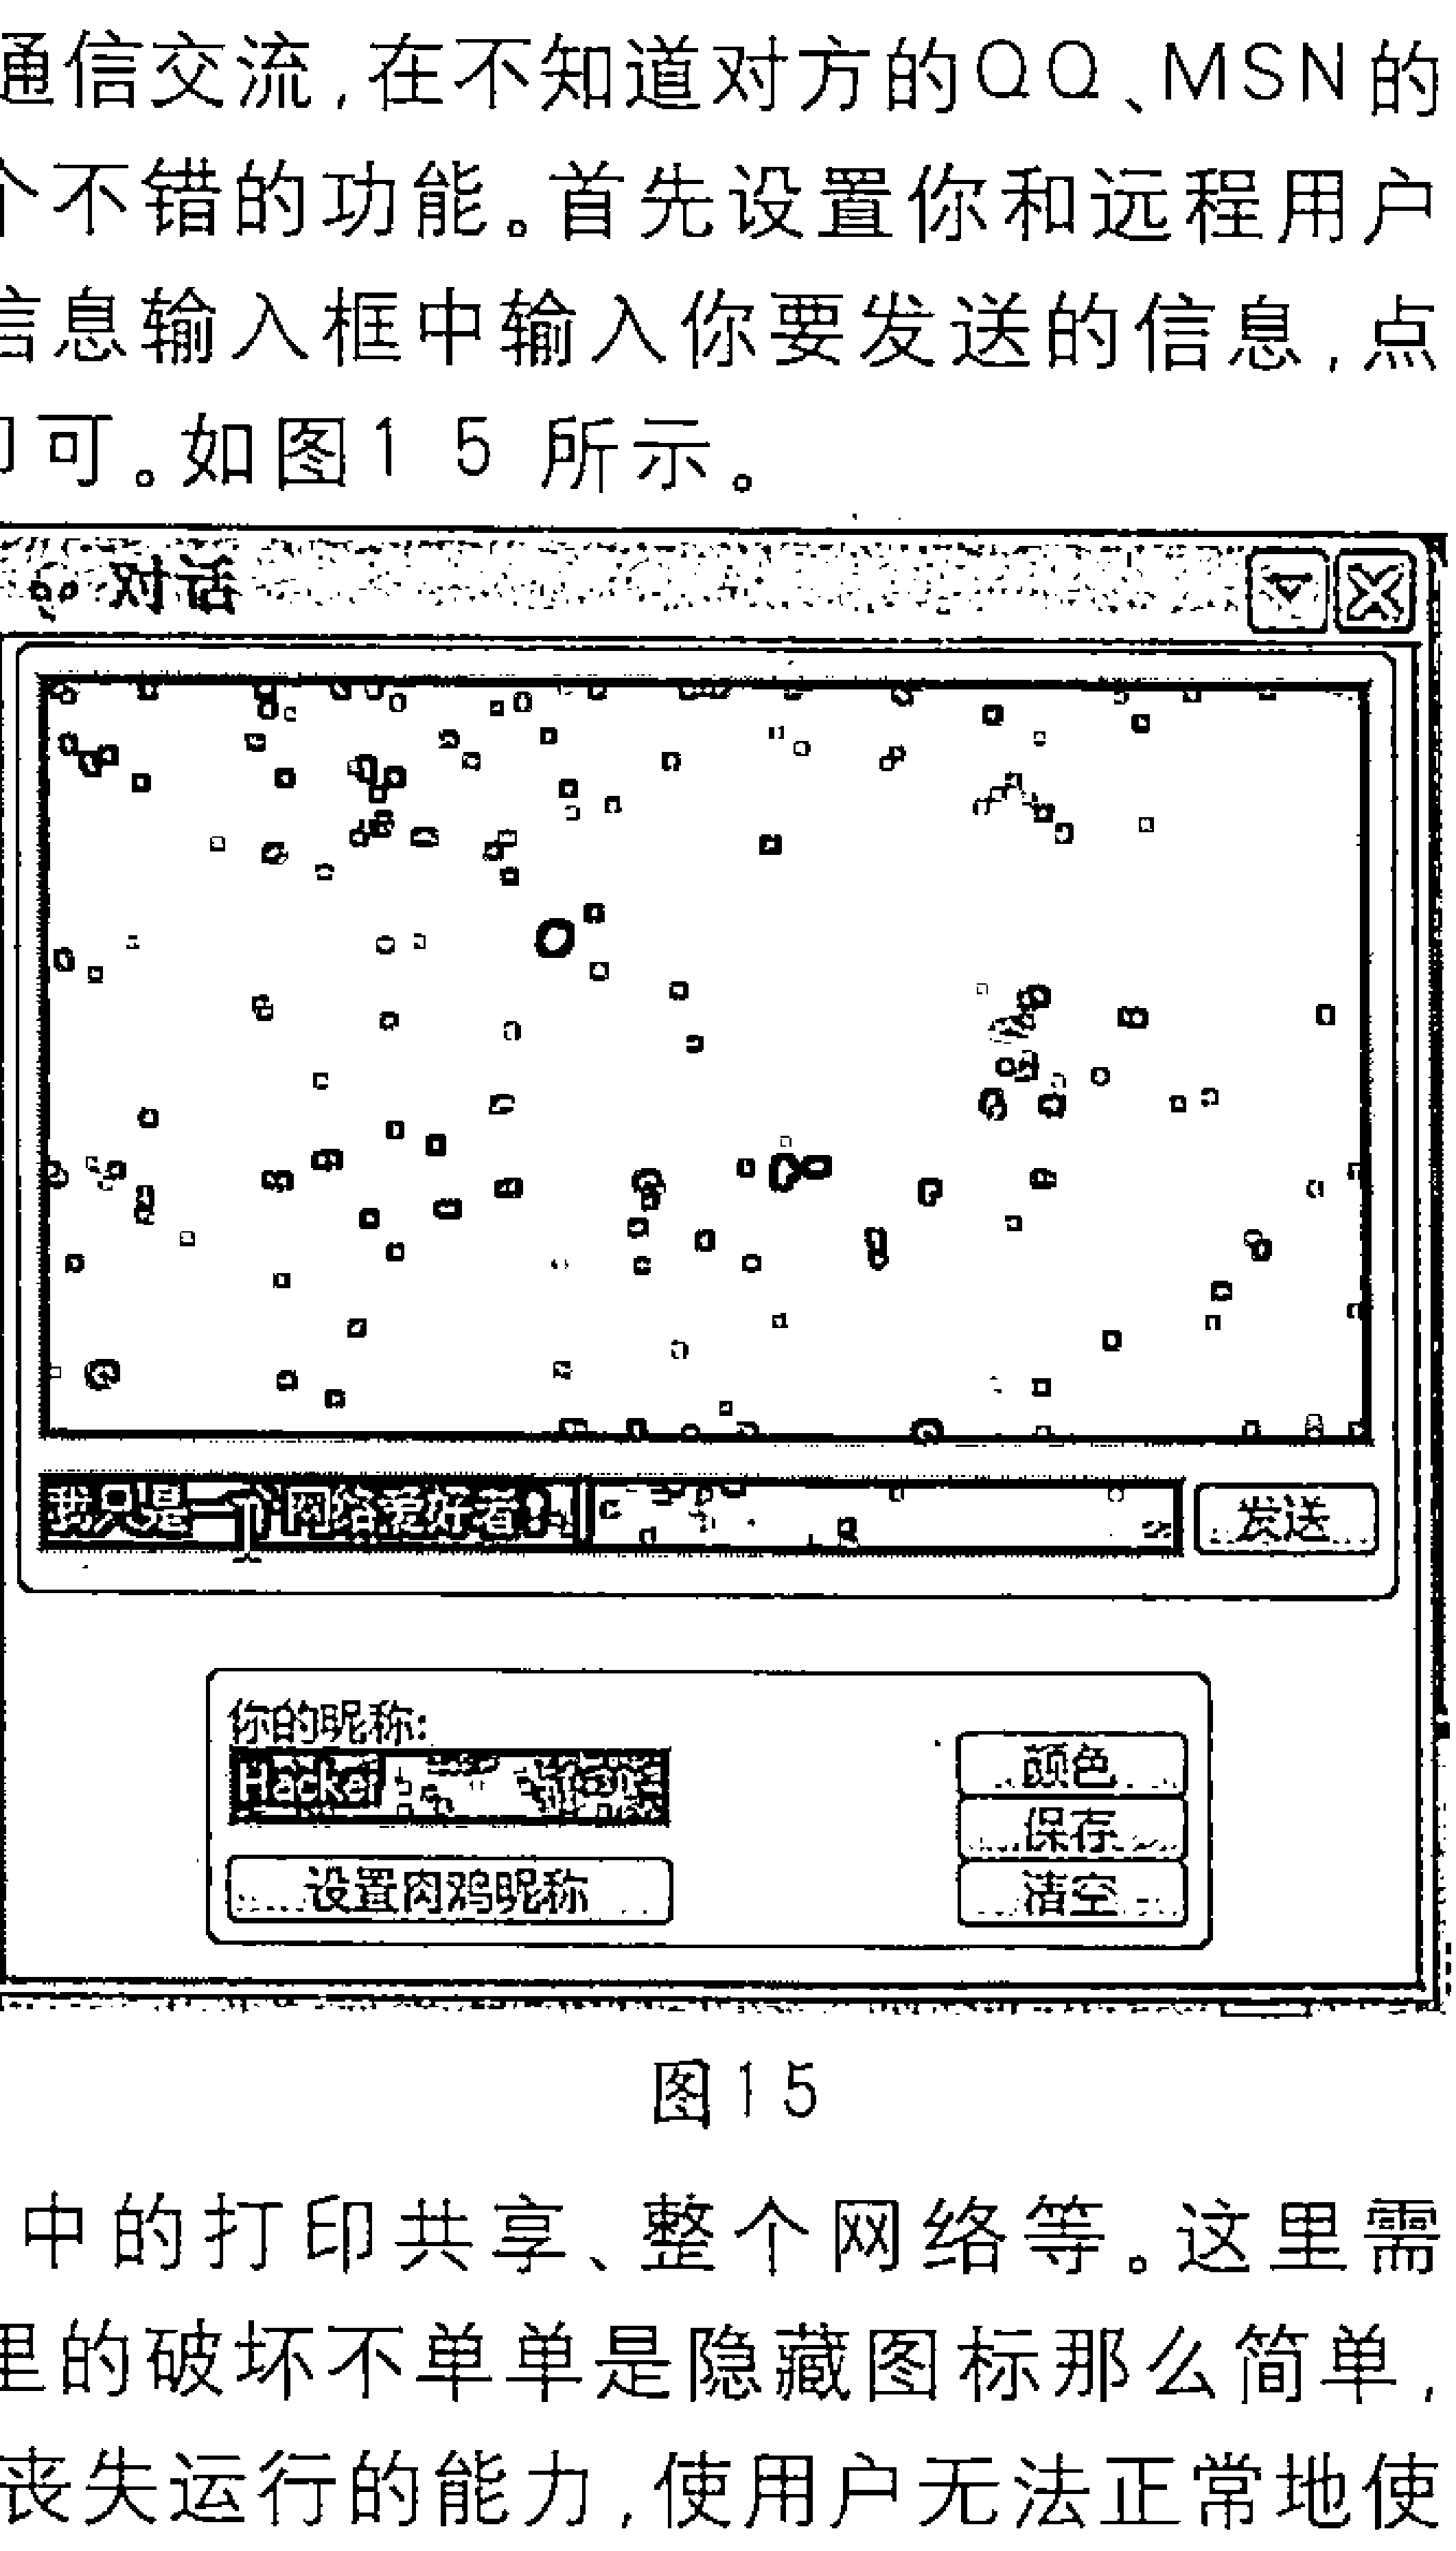 通信交流,在不知道对方的QQ、MSN的
个不错的功能。首先设置你和远程用户
信息输入框中输入你要发送的信息,点
即可。如图15 所示。
对话
我只是一个网络爱好者!
发送
你的昵称:
Hacker
颜色
保存
设置肉鸡昵称
清空
图15
中的打印共享、整个网络等。这里需
里的破坏不单单是隐藏图标那么简单,
丧失运行的能力,使用户无法正常地使